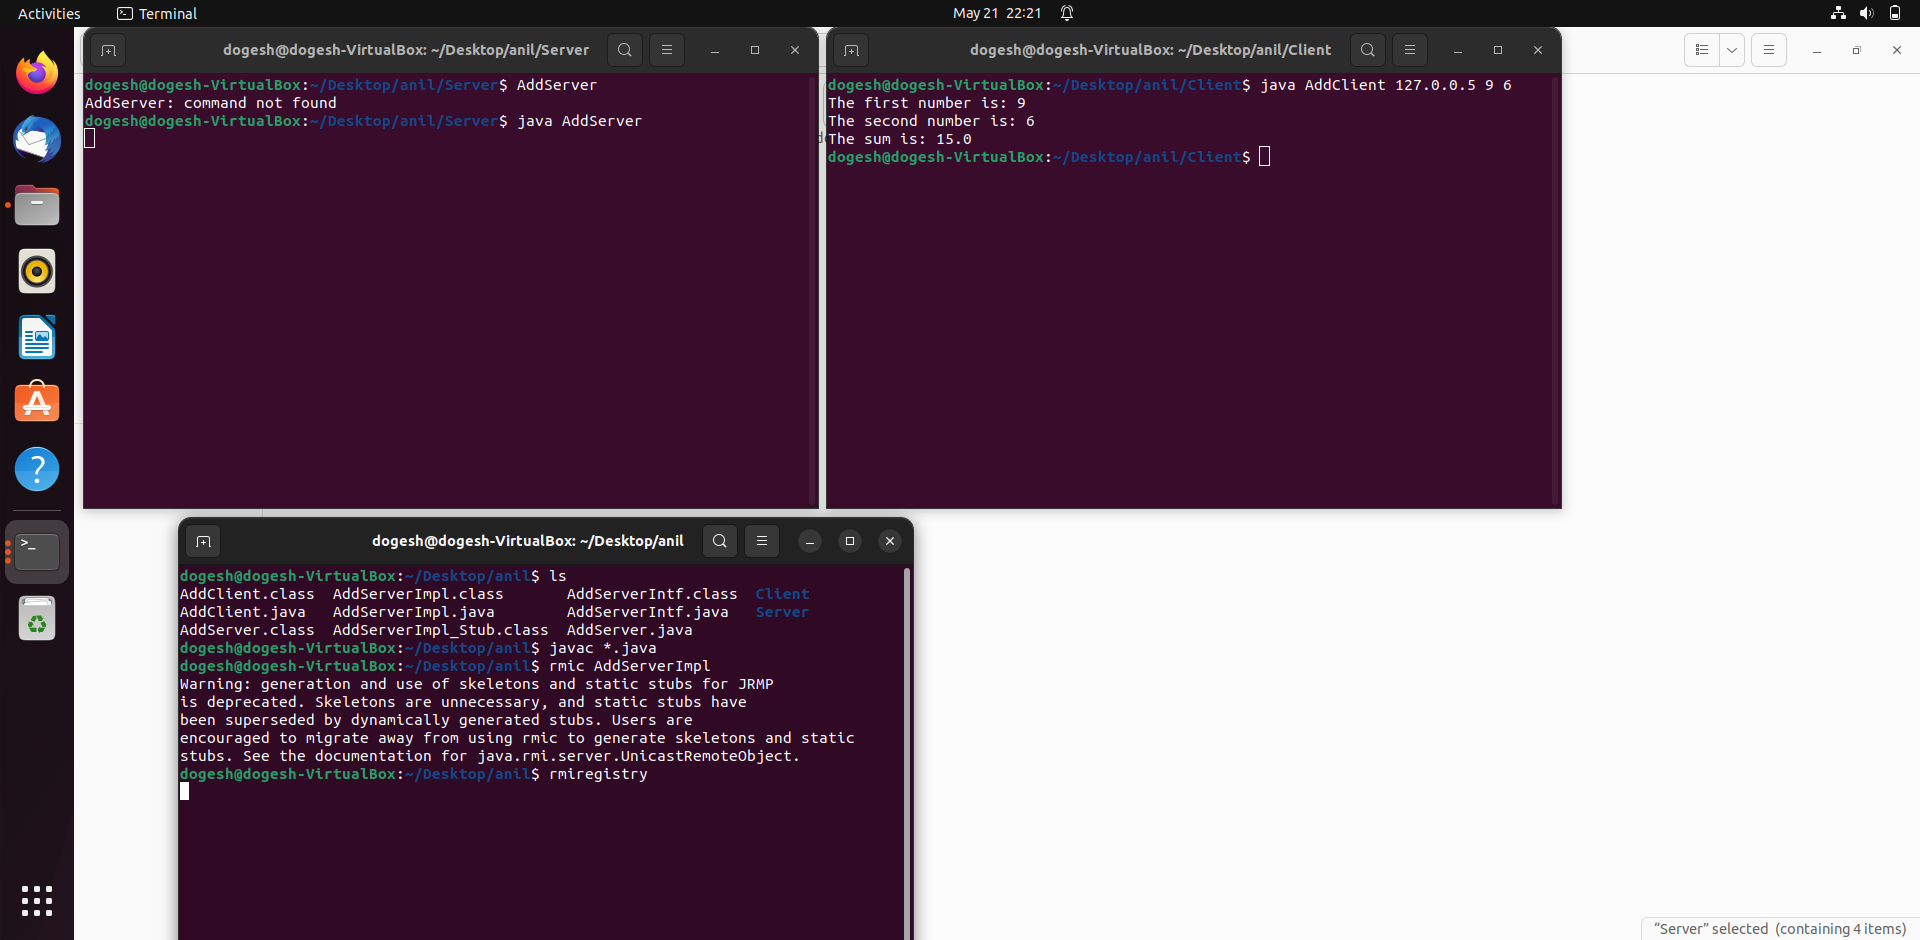 Activities
Terminal
May 21 22:21
dogesh@dogesh-VirtualBox: ~/Desktop/anil/Server
dogesh@dogesh-VirtualBox:~/Desktop/anil/Server$ AddServer
AddServer: command not found
dogesh@dogesh-VirtualBox:~/Desktop/anil/Server$ java AddServer
dogesh@dogesh-VirtualBox: ~/Desktop/anil/Client
dogesh@dogesh-VirtualBox:~/Desktop/anil/Client$ java AddClient 127.0.0.5 9 6
The first number is: 9
The second number is: 6
The sum is: 15.0
dogesh@dogesh-VirtualBox:~/Desktop/anil/Client$
dogesh@dogesh-VirtualBox: ~/Desktop/anil
dogesh@dogesh-VirtualBox:~/Desktop/anil$ ls
AddClient.class  AddServerImpl.class       AddServerIntf.class  Client
AddClient.java   AddServerImpl.java        AddServerIntf.java   Server
AddServer.class  AddServerImpl_Stub.class  AddServer.java
dogesh@dogesh-VirtualBox:~/Desktop/anil$ javac *.java
dogesh@dogesh-VirtualBox:~/Desktop/anil$ rmic AddServerImpl
Warning: generation and use of skeletons and static stubs for JRMP
is deprecated. Skeletons are unnecessary, and static stubs have
been superseded by dynamically generated stubs. Users are
encouraged to migrate away from using rmic to generate skeletons and static
stubs. See the documentation for java.rmi.server.UnicastRemoteObject.
dogesh@dogesh-VirtualBox:~/Desktop/anil$ rmiregistry
“Server” selected (containing 4 items)